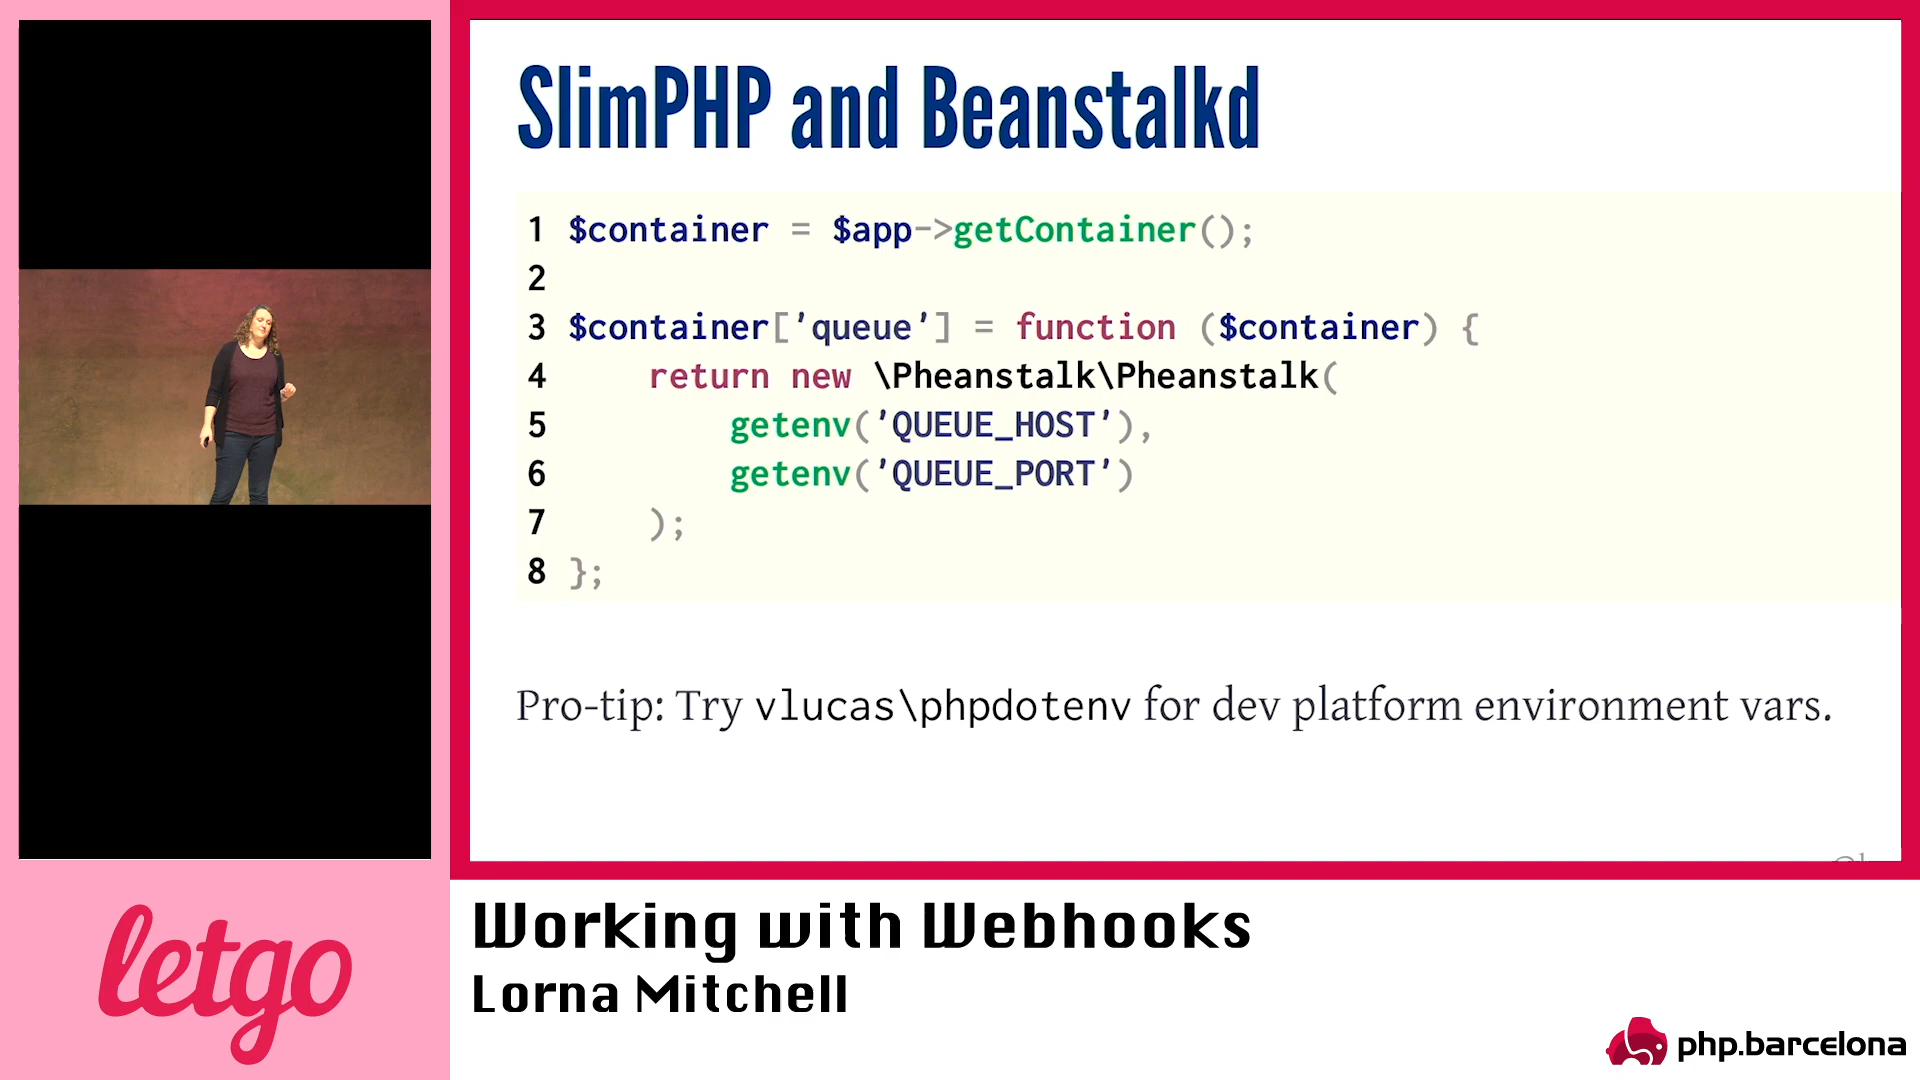 SlimPHP and Beanstalkd
1 $container = $app->getContainer();
2
3 $container['queue'] = function ($container) {
4     return new \Pheanstalk\Pheanstalk(
5         getenv('QUEUE_HOST'),
6         getenv('QUEUE_PORT')
7     );
8 };
Pro-tip: Try vlucas\phpdotenv for dev platform environment vars.
letgo
Working with Webhooks
Lorna Mitchell
php.barcelona